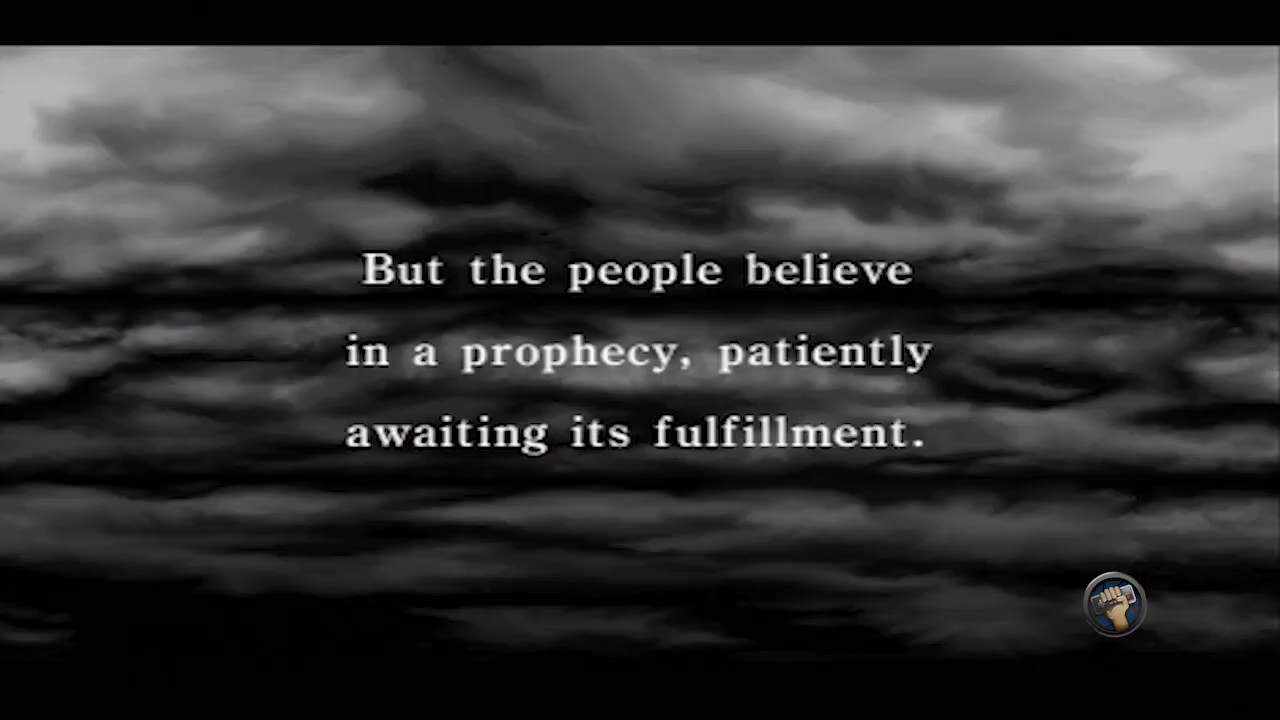 But the people believe
in a prophecy, patiently
awaiting its fulfillment.